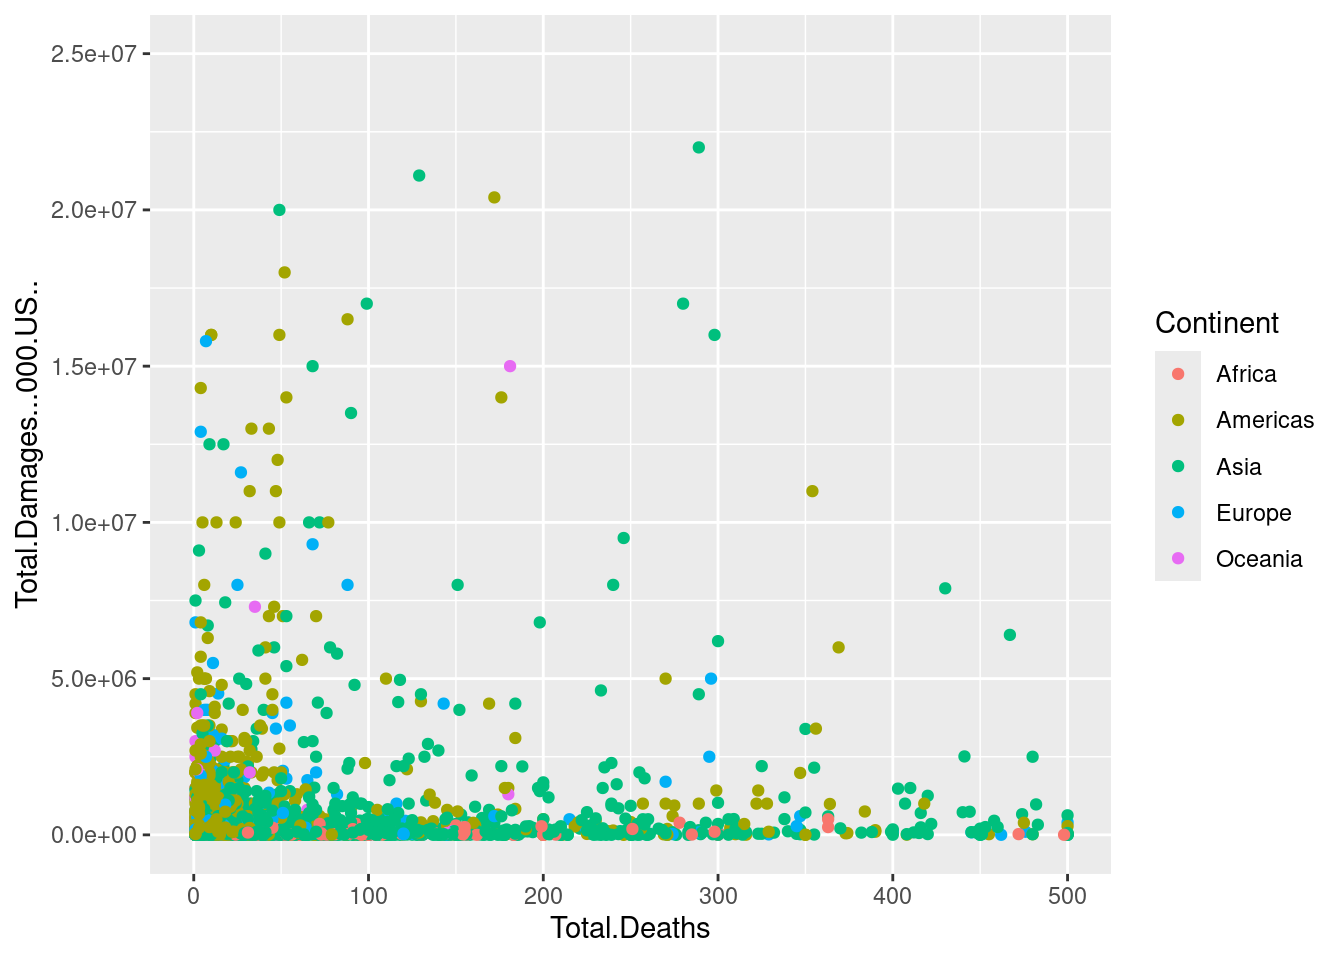 2.5e+07
2.0e+07
1.5e+07
1.0e+07
5.0e+06
0.0e+00
Total.Damages...000.US..
0 100 200 300 400 500
Total.Deaths
Continent
Africa
Americas
Asia
Europe
Oceania